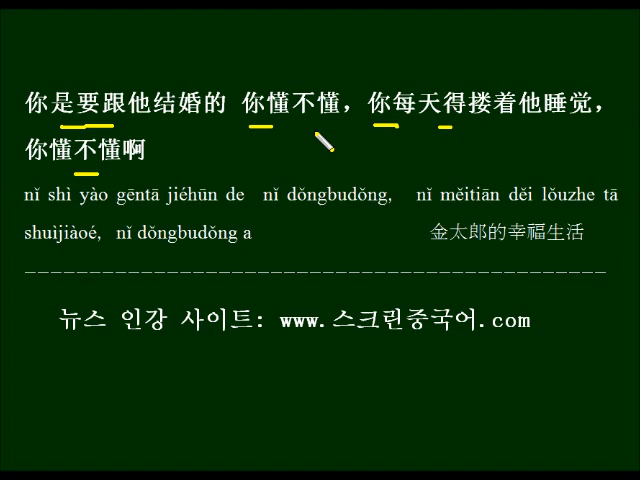 你是要跟他结婚的 你懂不懂，你每天得搂着他睡觉，
你懂不懂啊
nǐ shì yào gēntā jiéhūn de nǐ dǒngbudǒng, nǐ měitiān děi lǒuzhe tā
shuìjiàoé, nǐ dǒngbudǒng a 金太郎的幸福生活
뉴스 인강 사이트: www.스크린중국어.com